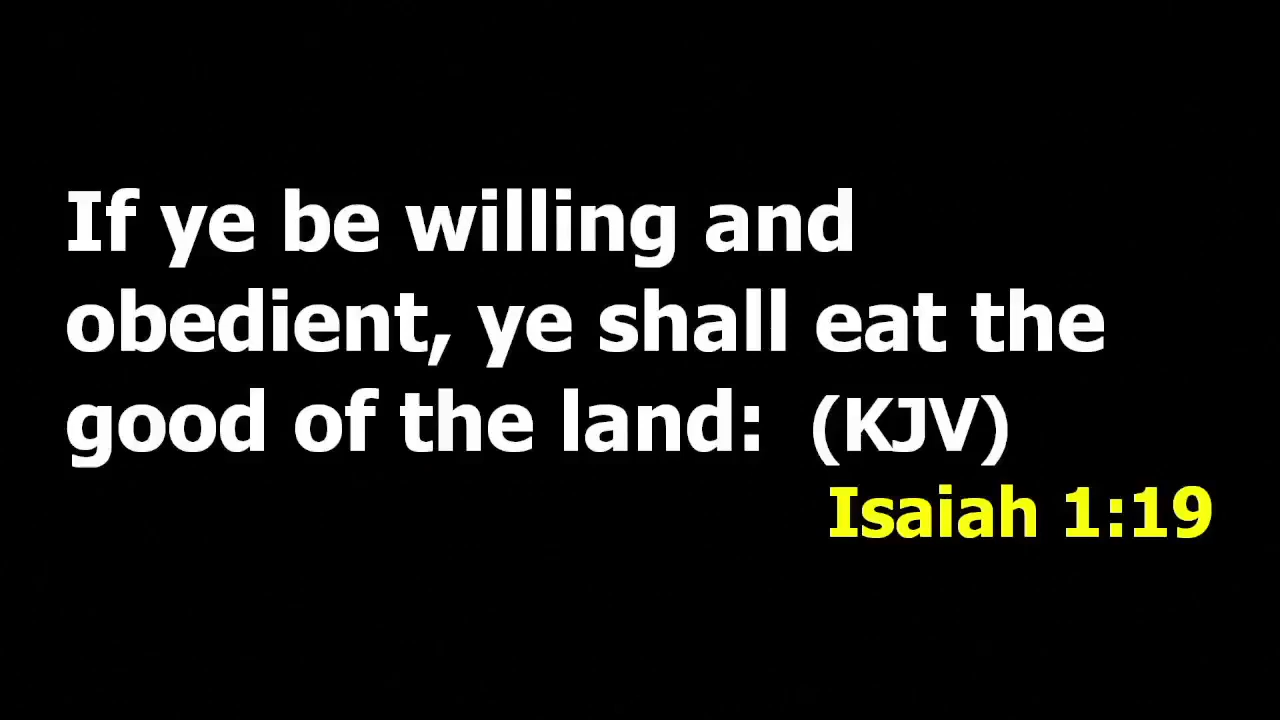 If ye be willing and
obedient, ye shall eat the
good of the land: (KJV)
Isaiah 1:19